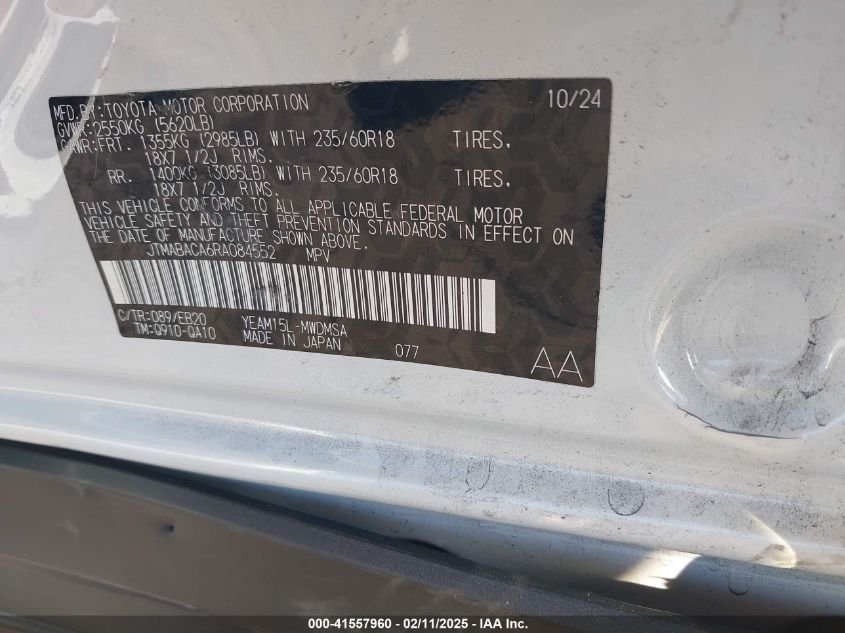 MFD.BY:TOYOTA MOTOR CORPORATION 10/24
GVWR:2550KG (5620LB)
GAWR:FRT. 1355KG (2985LB) WITH 235/60R18 TIRES.
18X7 1/2J RIMS.
RR. 1400KG (3085LB) WITH 235/60R18 TIRES.
18X7 1/2J RIMS.
THIS VEHICLE CONFORMS TO ALL APPLICABLE FEDERAL MOTOR
VEHICLE SAFETY AND THEFT PREVENTION STANDARDS IN EFFECT ON
THE DATE OF MANUFACTURE SHOWN ABOVE.
JTMABACA6RA084552 MPV
C/TR:089/EB20 YEAM15L-MWDMSA
TM:Q910-QA10 MADE IN JAPAN 077
AA
000-41557960 - 02/11/2025 - IAA Inc.